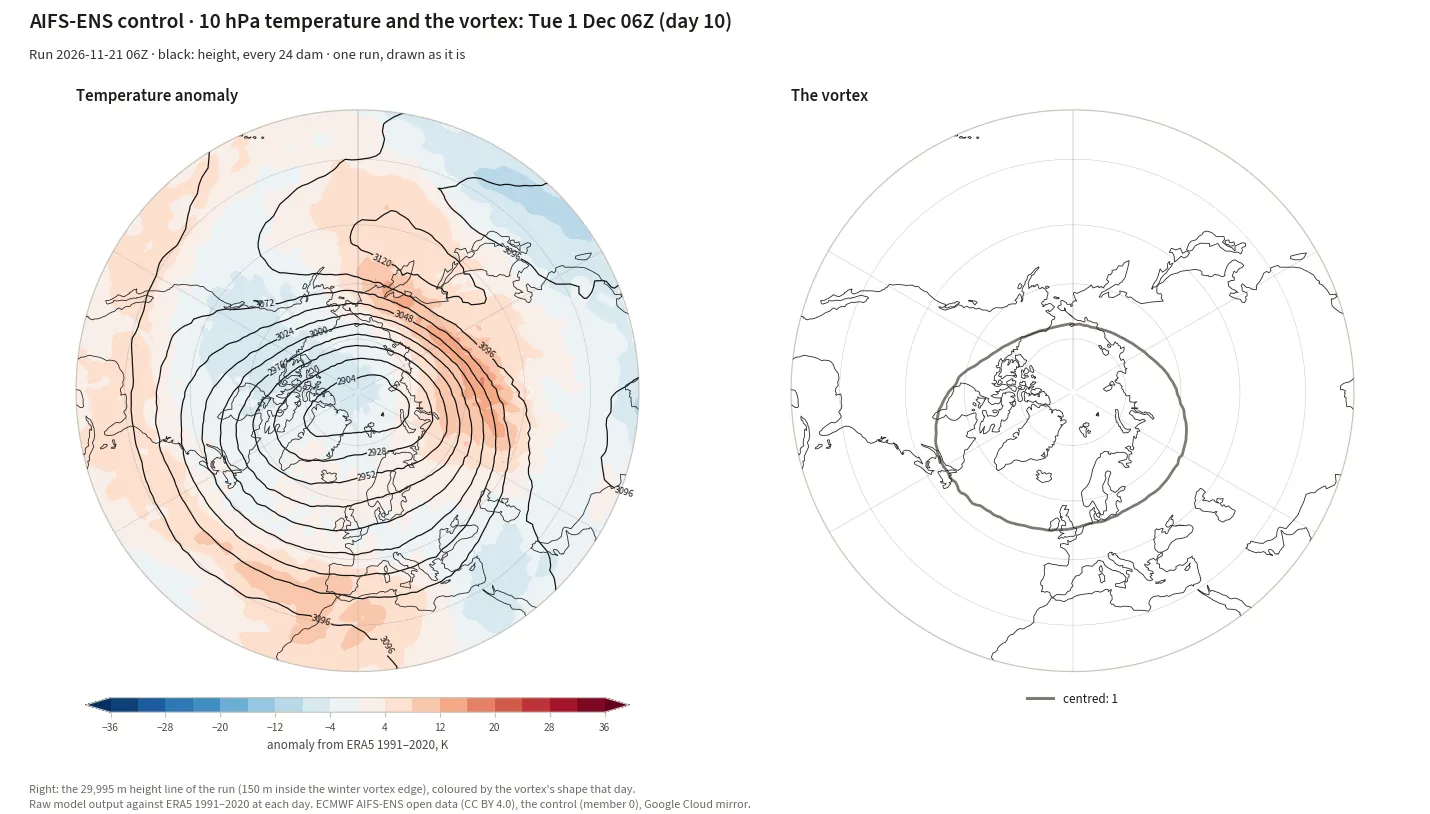 AIFS-ENS control · 10 hPa temperature and the vortex: Tue 1 Dec 06Z (day 10)
Run 2026-11-21 06Z · black: height, every 24 dam · one run, drawn as it is
Temperature anomaly
The vortex
3096
3120
3072
3048
3024
3000
3096
2976
2904
2928
2952
3096
3096
3096
centred: 1
−36 −28 −20 −12 −4 4 12 20 28 36
anomaly from ERA5 1991–2020, K
Right: the 29,995 m height line of the run (150 m inside the winter vortex edge), coloured by the vortex's shape that day.
Raw model output against ERA5 1991–2020 at each day. ECMWF AIFS-ENS open data (CC BY 4.0), the control (member 0), Google Cloud mirror.